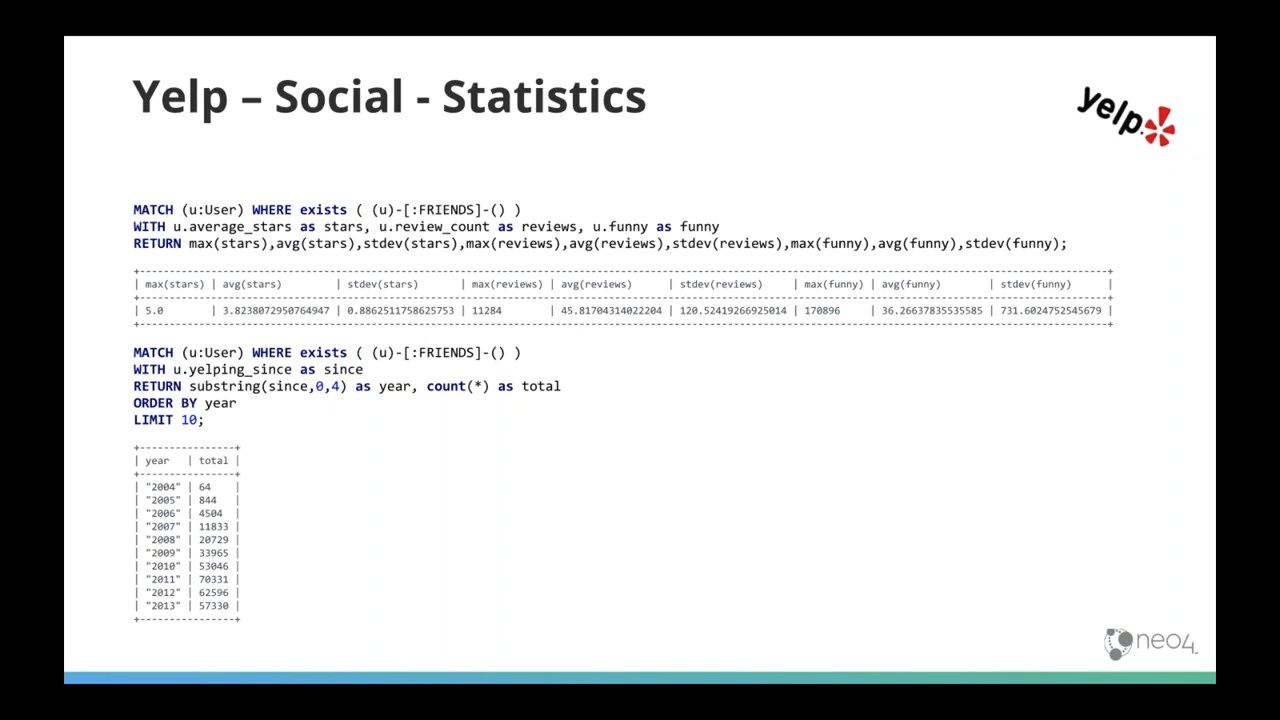 Yelp – Social - Statistics
yelp
MATCH (u:User) WHERE exists ( (u)-[:FRIENDS]-() )
WITH u.average_stars as stars, u.review_count as reviews, u.funny as funny
RETURN max(stars),avg(stars),stdev(stars),max(reviews),avg(reviews),stdev(reviews),max(funny),avg(funny),stdev(funny);
| max(stars) | avg(stars) | stdev(stars) | max(reviews) | avg(reviews) | stdev(reviews) | max(funny) | avg(funny) | stdev(funny) |
| 5.0 | 3.8238072950764947 | 0.8862511758625753 | 11284 | 45.81704314022204 | 120.52419266925014 | 170896 | 36.26637835535585 | 731.6024752545679 |
MATCH (u:User) WHERE exists ( (u)-[:FRIENDS]-() )
WITH u.yelping_since as since
RETURN substring(since,0,4) as year, count(*) as total
ORDER BY year
LIMIT 10;
| year | total |
| "2004" | 64 |
| "2005" | 844 |
| "2006" | 4504 |
| "2007" | 11833 |
| "2008" | 20729 |
| "2009" | 33965 |
| "2010" | 53046 |
| "2011" | 70331 |
| "2012" | 62596 |
| "2013" | 57330 |
neo4j